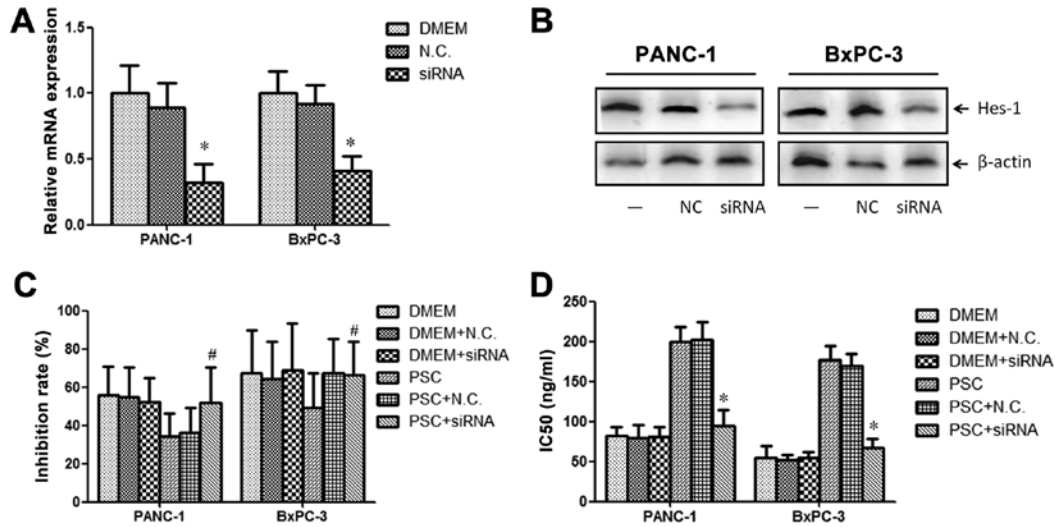 A
Relative mRNA expression
1.5
1.0
0.5
0.0
*
*
PANC-1
BxPC-3
DMEM
N.C.
siRNA
B
PANC-1
BxPC-3
Hes-1
β-actin
— NC siRNA
— NC siRNA
C
Inhibition rate (%)
100
80
60
40
20
0
#
#
PANC-1
BxPC-3
DMEM
DMEM+N.C.
DMEM+siRNA
PSC
PSC+N.C.
PSC+siRNA
D
IC50 (ng/ml)
250
200
150
100
50
0
*
*
PANC-1
BxPC-3
DMEM
DMEM+N.C.
DMEM+siRNA
PSC
PSC+N.C.
PSC+siRNA